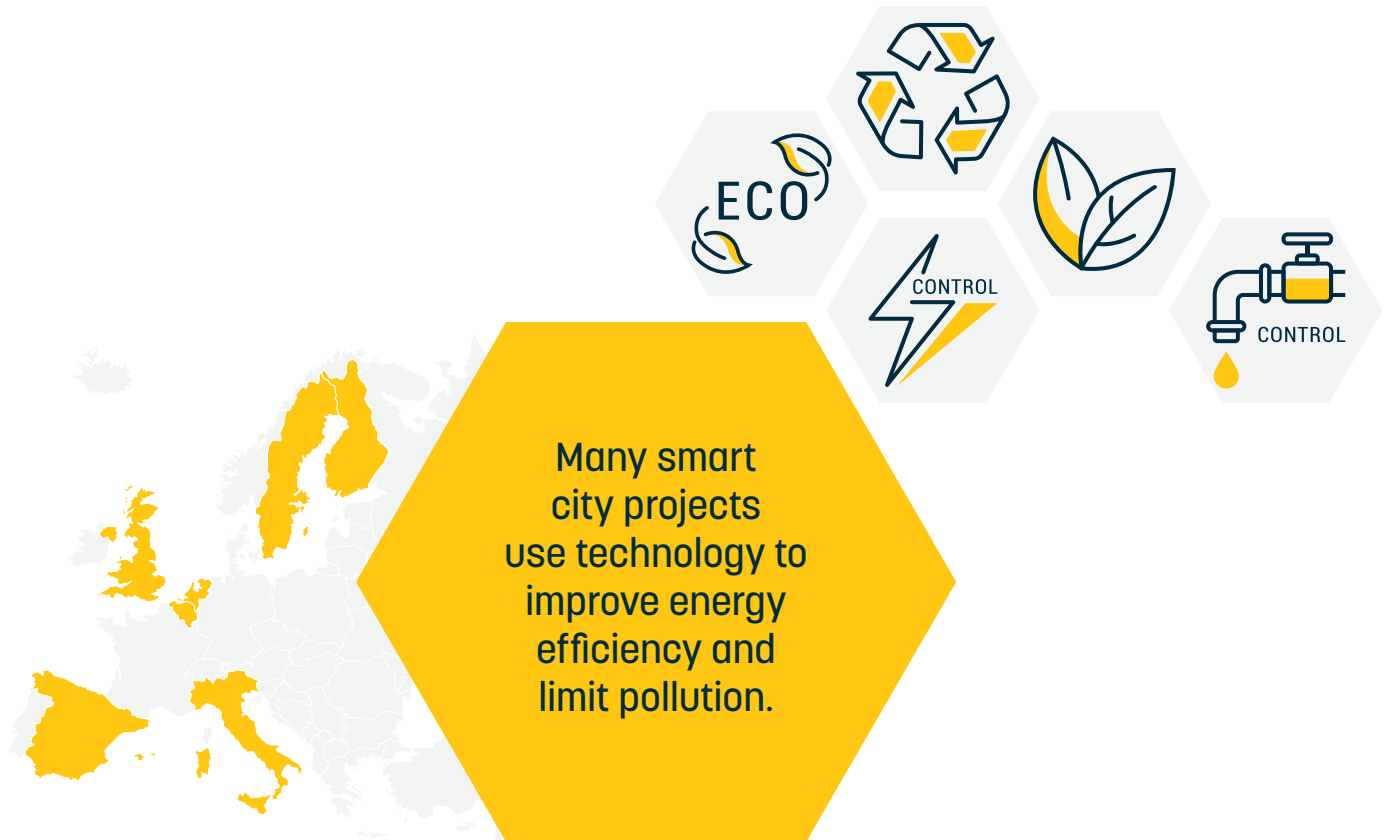 ECO
CONTROL
CONTROL
Many smart
city projects
use technology to
improve energy
efficiency and
limit pollution.